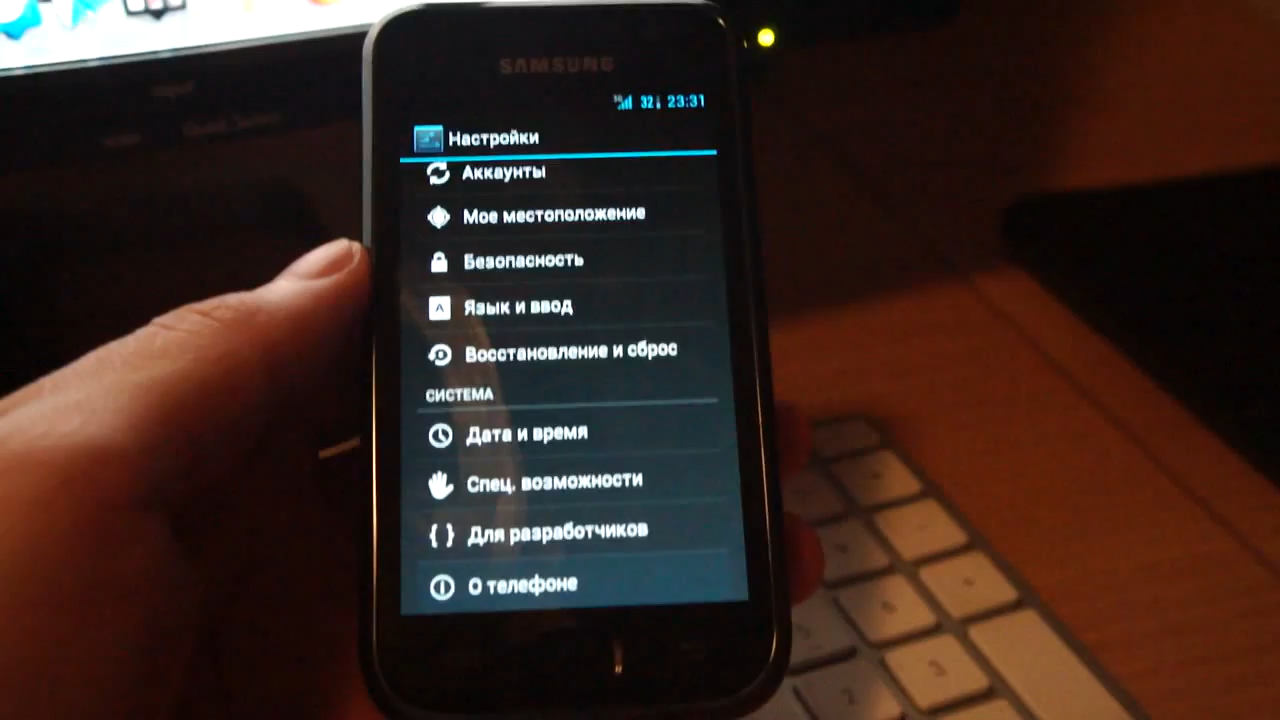 SAMSUNG
3G 32 23:31
Настройки
Аккаунты
Мое местоположение
Безопасность
Язык и ввод
Восстановление и сброс
СИСТЕМА
Дата и время
Спец. возможности
Для разработчиков
О телефоне